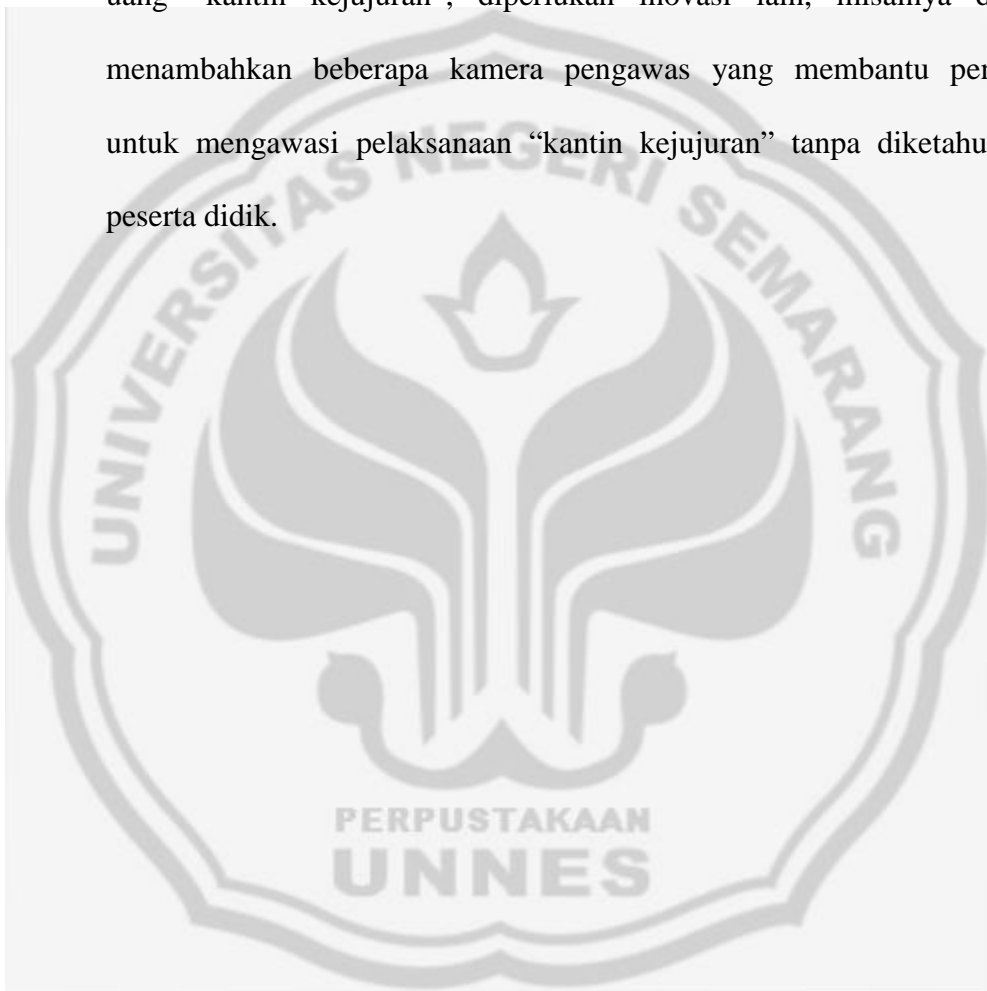 uang “kantin kejujuran”, diperlukan inovasi lain, misalnya
menambahkan beberapa kamera pengawas yang membantu
untuk mengawasi pelaksanaan “kantin kejujuran” tanpa
peserta didik.
UNIVERSITAS NEGERI SEMARANG
PERPUSTAKAAN
UNNES